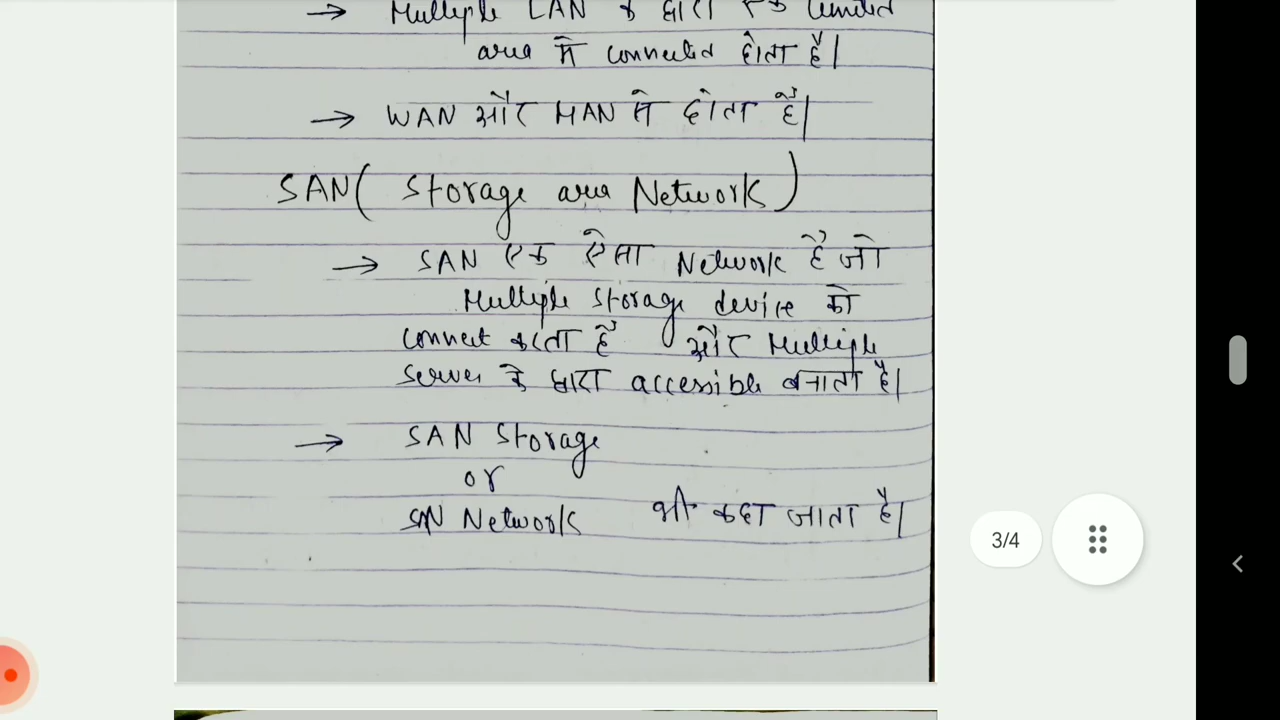 → Multiple LAN के द्वारा एक limited
area में connected होता है।
→ WAN और MAN में होता है।
SAN( Storage area Network)
→ SAN एक ऐसा Network है जो
Multiple Storage device को
connect करता है और Multiple
Server के द्वारा accessible बनाता है।
→ SAN Storage
or
SAN Network भी कहा जाता है।
3/4